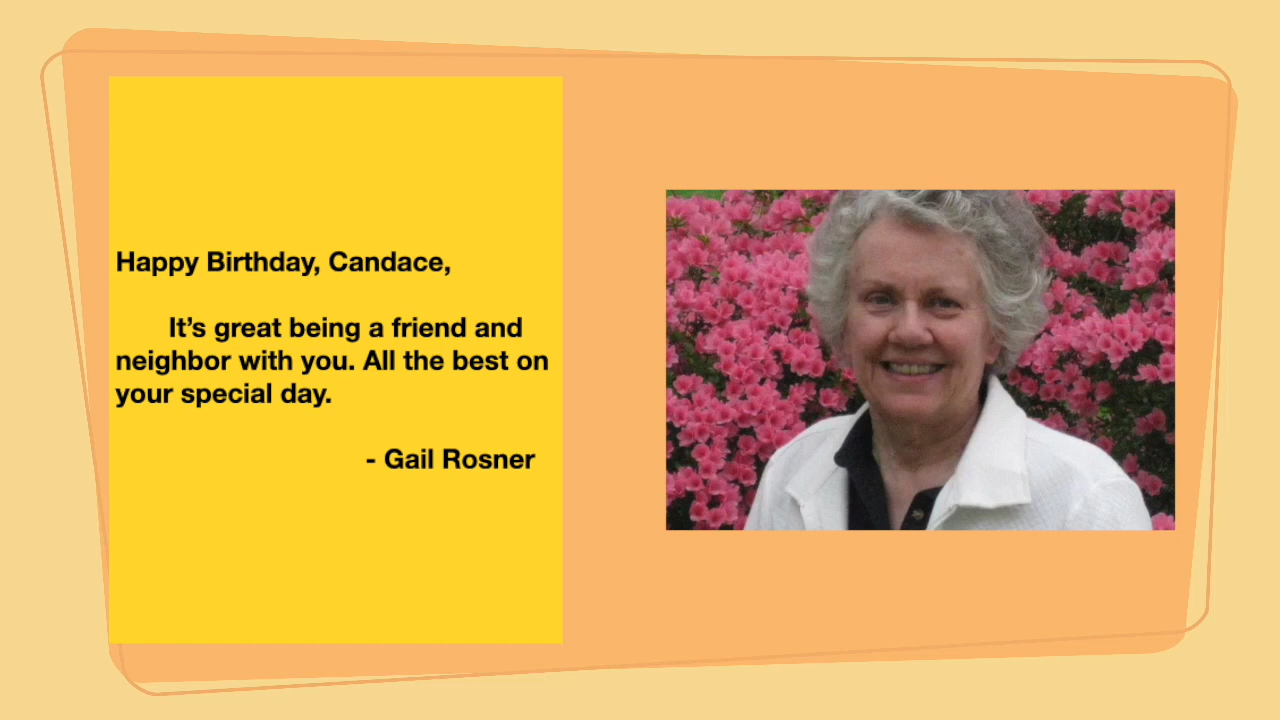 Happy Birthday, Candace,
It’s great being a friend and
neighbor with you. All the best on
your special day.
- Gail Rosner